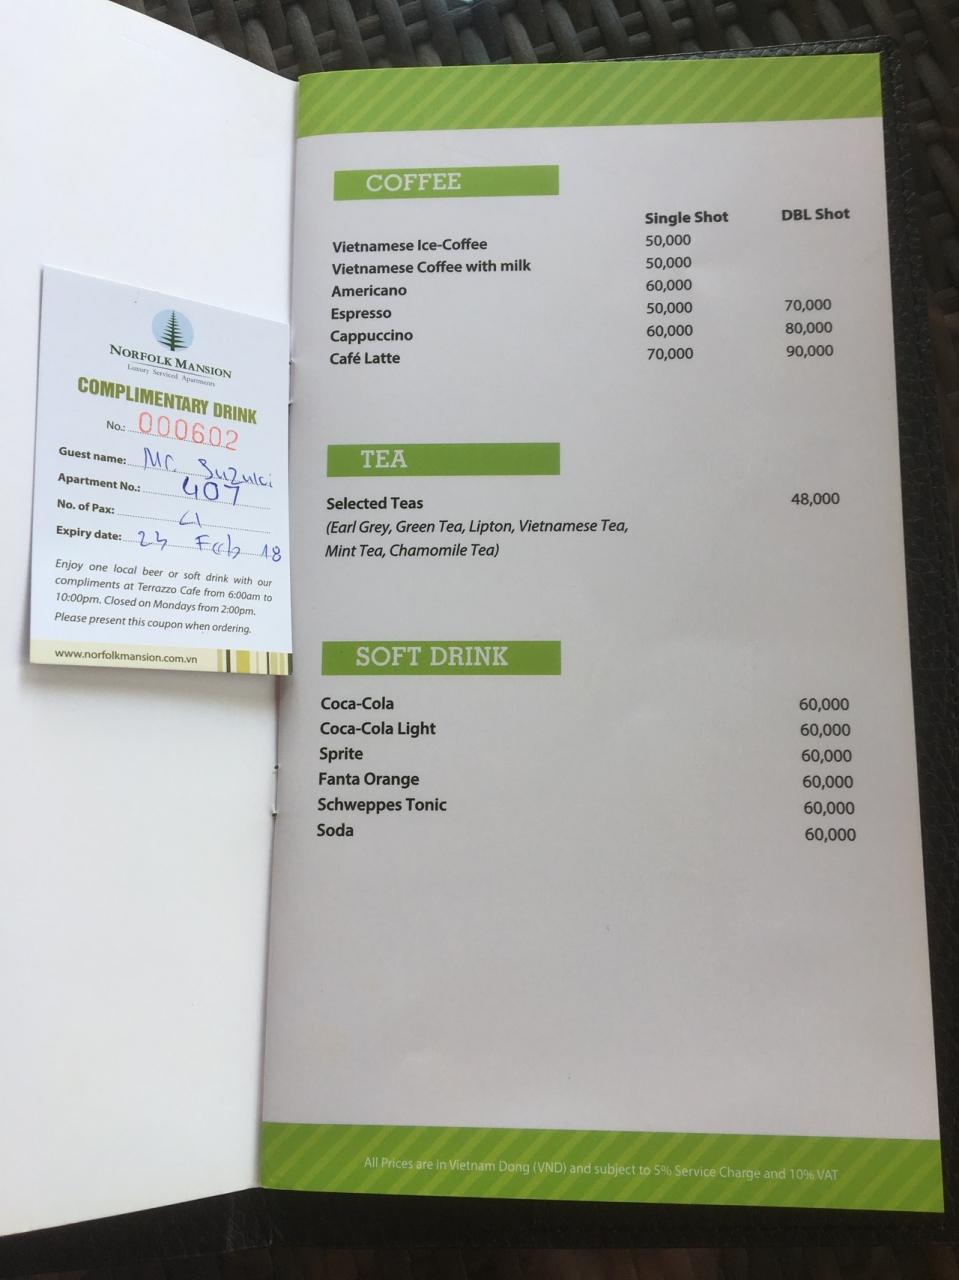 NORFOLK MANSION
Luxury Serviced Apartments
COMPLIMENTARY DRINK
No.: 000602
Guest name: Mr. Suzuki
Apartment No.: 407
No. of Pax:
Expiry date: 23 Feb 18
Enjoy one local beer or soft drink with our
compliments at Terrazzo Cafe from 6:00am to
10:00pm. Closed on Mondays from 2:00pm.
Please present this coupon when ordering.
www.norfolkmansion.com.vn
COFFEE
Single Shot DBL Shot
Vietnamese Ice-Coffee 50,000
Vietnamese Coffee with milk 50,000
Americano 60,000
Espresso 50,000 70,000
Cappuccino 60,000 80,000
Café Latte 70,000 90,000
TEA
Selected Teas 48,000
(Earl Grey, Green Tea, Lipton, Vietnamese Tea,
Mint Tea, Chamomile Tea)
SOFT DRINK
Coca-Cola 60,000
Coca-Cola Light 60,000
Sprite 60,000
Fanta Orange 60,000
Schweppes Tonic 60,000
Soda 60,000
All Prices are in Vietnam Dong (VND) and subject to 5% Service Charge and 10% VAT